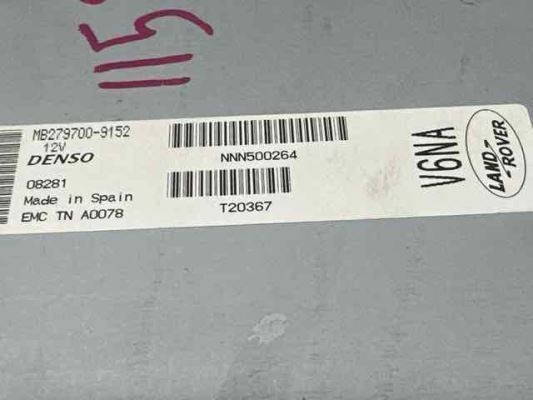 115
MB279700-9152
12V
DENSO
08281
Made in Spain
EMC TN A0078
NNN500264
T20367
V6NA
LAND-
ROVER